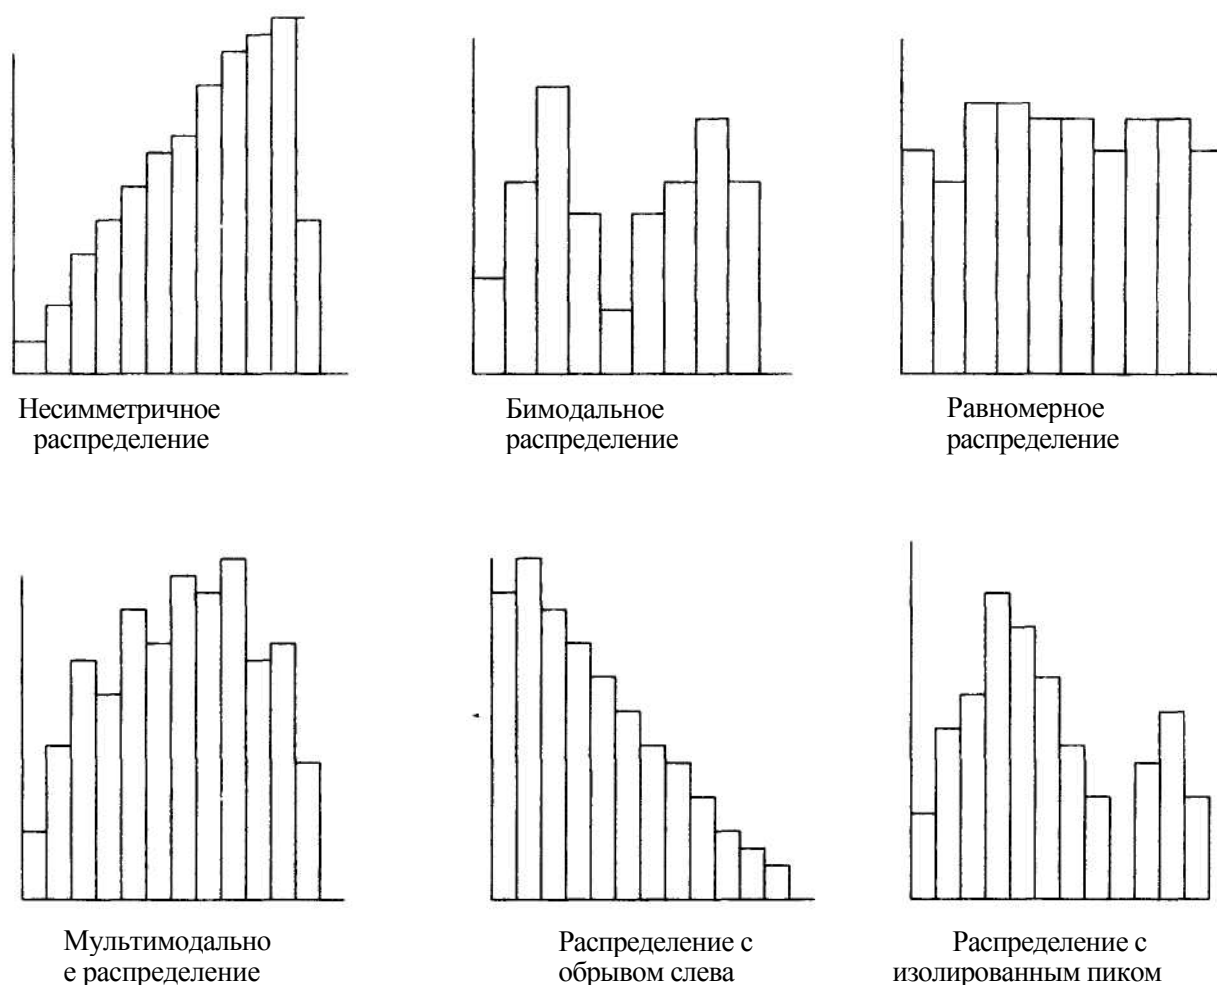 Несимметричное
распределение
Бимодальное
распределение
Равномерное
распределение
Мультимодально
е распределение
Распределение с
обрывом слева
Распределение с
изолированным пиком